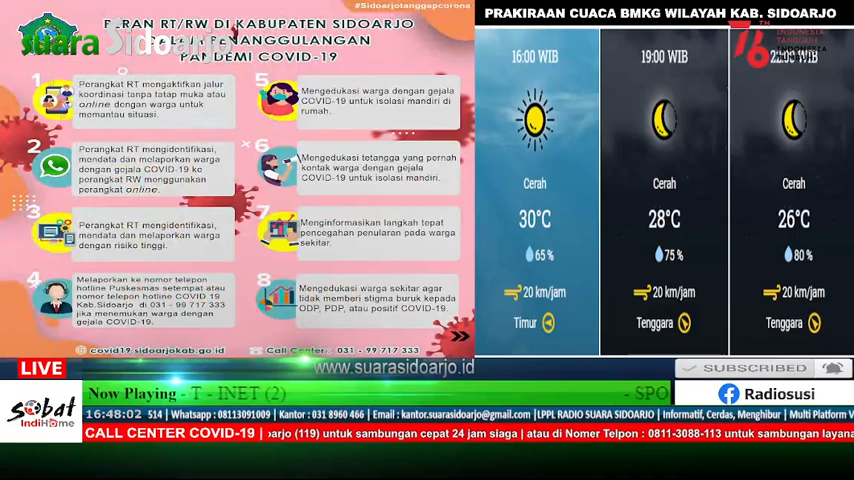 #Sidoarjotanggapcorona
PERAN RT/RW DI KABUPATEN SIDOARJO
PENANGGULANGAN
PANDEMI COVID-19
suara Sidoarjo
1
Perangkat RT mengaktifkan jalur
koordinasi tanpa tatap muka atau
online dengan warga untuk
memantau situasi.
2
Perangkat RT mengidentifikasi,
mendata dan melaporkan warga
dengan gejala COVID-19 ke
perangkat RW menggunakan
perangkat online.
3
Perangkat RT mengidentifikasi,
mendata dan melaporkan warga
dengan risiko tinggi.
4
Melaporkan ke nomor telepon
hotline Puskesmas setempat atau
nomor telepon hotline COVID 19
Kab.Sidoarjo di 031 - 99 717 333
jika menemukan warga dengan
gejala COVID-19.
5
Mengedukasi warga dengan gejala
COVID-19 untuk isolasi mandiri di
rumah.
6
Mengedukasi tetangga yang pernah
kontak warga dengan gejala
COVID-19 untuk isolasi mandiri.
7
Menginformasikan langkah tepat
pencegahan penularan pada warga
sekitar.
8
Mengedukasi warga sekitar agar
tidak memberi stigma buruk kepada
ODP, PDP, atau positif COVID-19.
covid19.sidoarjokab.go.id
Call Center : 031 - 99 717 333
PRAKIRAAN CUACA BMKG WILAYAH KAB. SIDOARJO
76TH
INDONESIA
TANGGUH
INDONESIA
16:00 WIB
Cerah
30°C
65 %
20 km/jam
Timur
19:00 WIB
Cerah
28°C
75 %
20 km/jam
Tenggara
WIB
Cerah
26°C
80 %
20 km/jam
Tenggara
LIVE
www.suarasidoarjo.id
SUBSCRIBED
Now Playing - T - INET (2) - SPO
Radiosusi
Sobat
IndiHome
16:48:02 514 | Whatsapp : 08113091009 | Kantor : 031 8960 466 | Email : kantor.suarasidoarjo@gmail.com |LPPL RADIO SUARA SIDOARJO | Informatif, Cerdas, Menghibur | Multi Platform
CALL CENTER COVID-19 | arjo (119) untuk sambungan cepat 24 jam siaga | atau di Nomer Telpon : 0811-3088-113 untuk sambungan layana